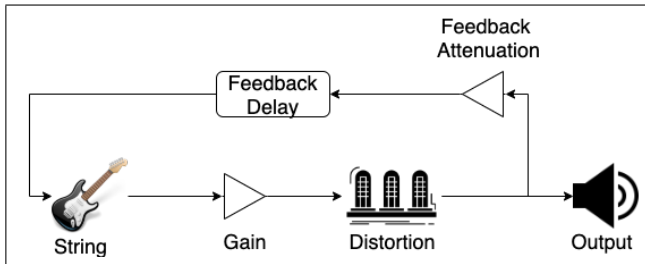 Feedback
Attenuation
Feedback
Delay
String
Gain
Distortion
Output